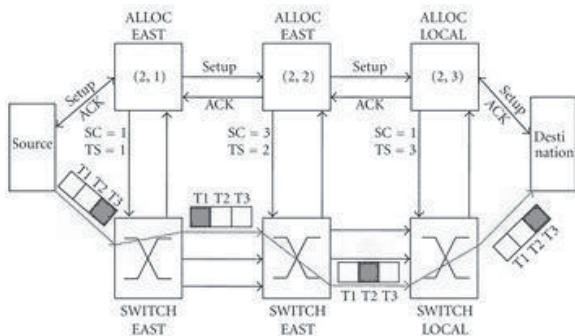 ALLOC ALLOC ALLOC
EAST EAST LOCAL
(2, 1) Setup (2, 2) Setup (2, 3)
ACK ACK
Setup
ACK
Setup
ACK
Source
Desti
nation
SC = 1 SC = 3 SC = 1
TS = 1 TS = 2 TS = 3
T1 T2 T3
T1 T2 T3
T1 T2 T3
T1 T2 T3
SWITCH SWITCH SWITCH
EAST EAST LOCAL